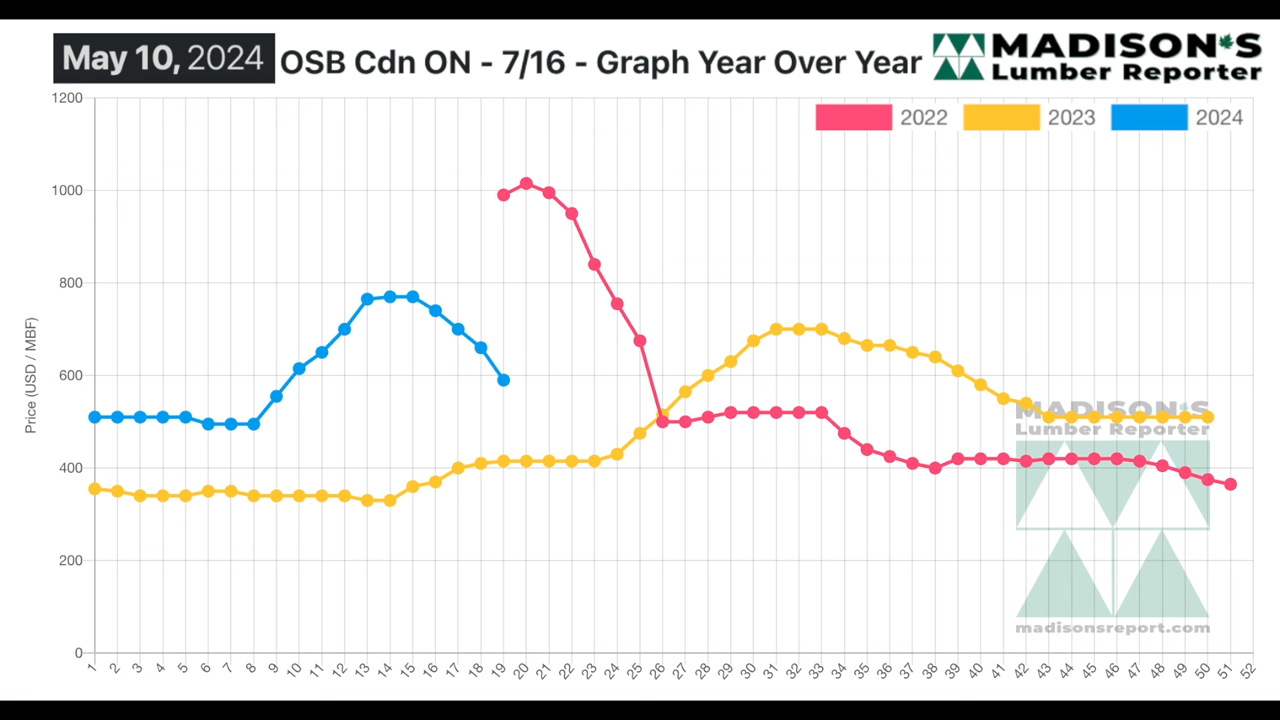 May 10, 2024 OSB Cdn ON - 7/16 - Graph Year Over Year
MADISON'S
Lumber Reporter
2022 2023 2024
1200
1000
800
600
400
200
0
Price (USD / MBF)
MADISON'S
Lumber Reporter
madisonsreport.com
1 2 3 4 5 6 7 8 9 10 11 12 13 14 15 16 17 18 19 20 21 22 23 24 25 26 27 28 29 30 31 32 33 34 35 36 37 38 39 40 41 42 43 44 45 46 47 48 49 50 51 52